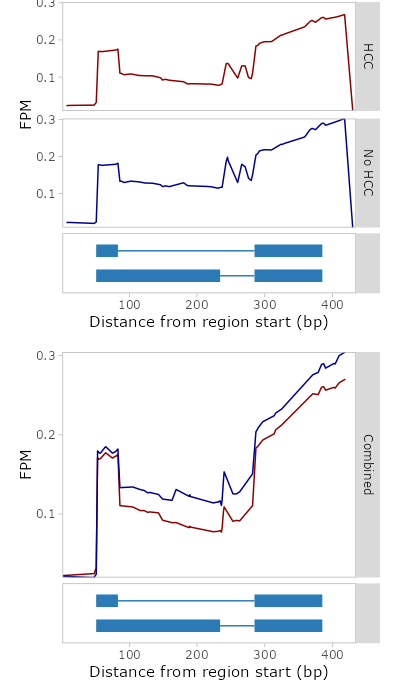 0.3
0.2
0.1
HCC
FPM
0.3
0.2
0.1
No HCC
100 200 300 400
Distance from region start (bp)
0.3
0.2
0.1
FPM
Combined
100 200 300 400
Distance from region start (bp)